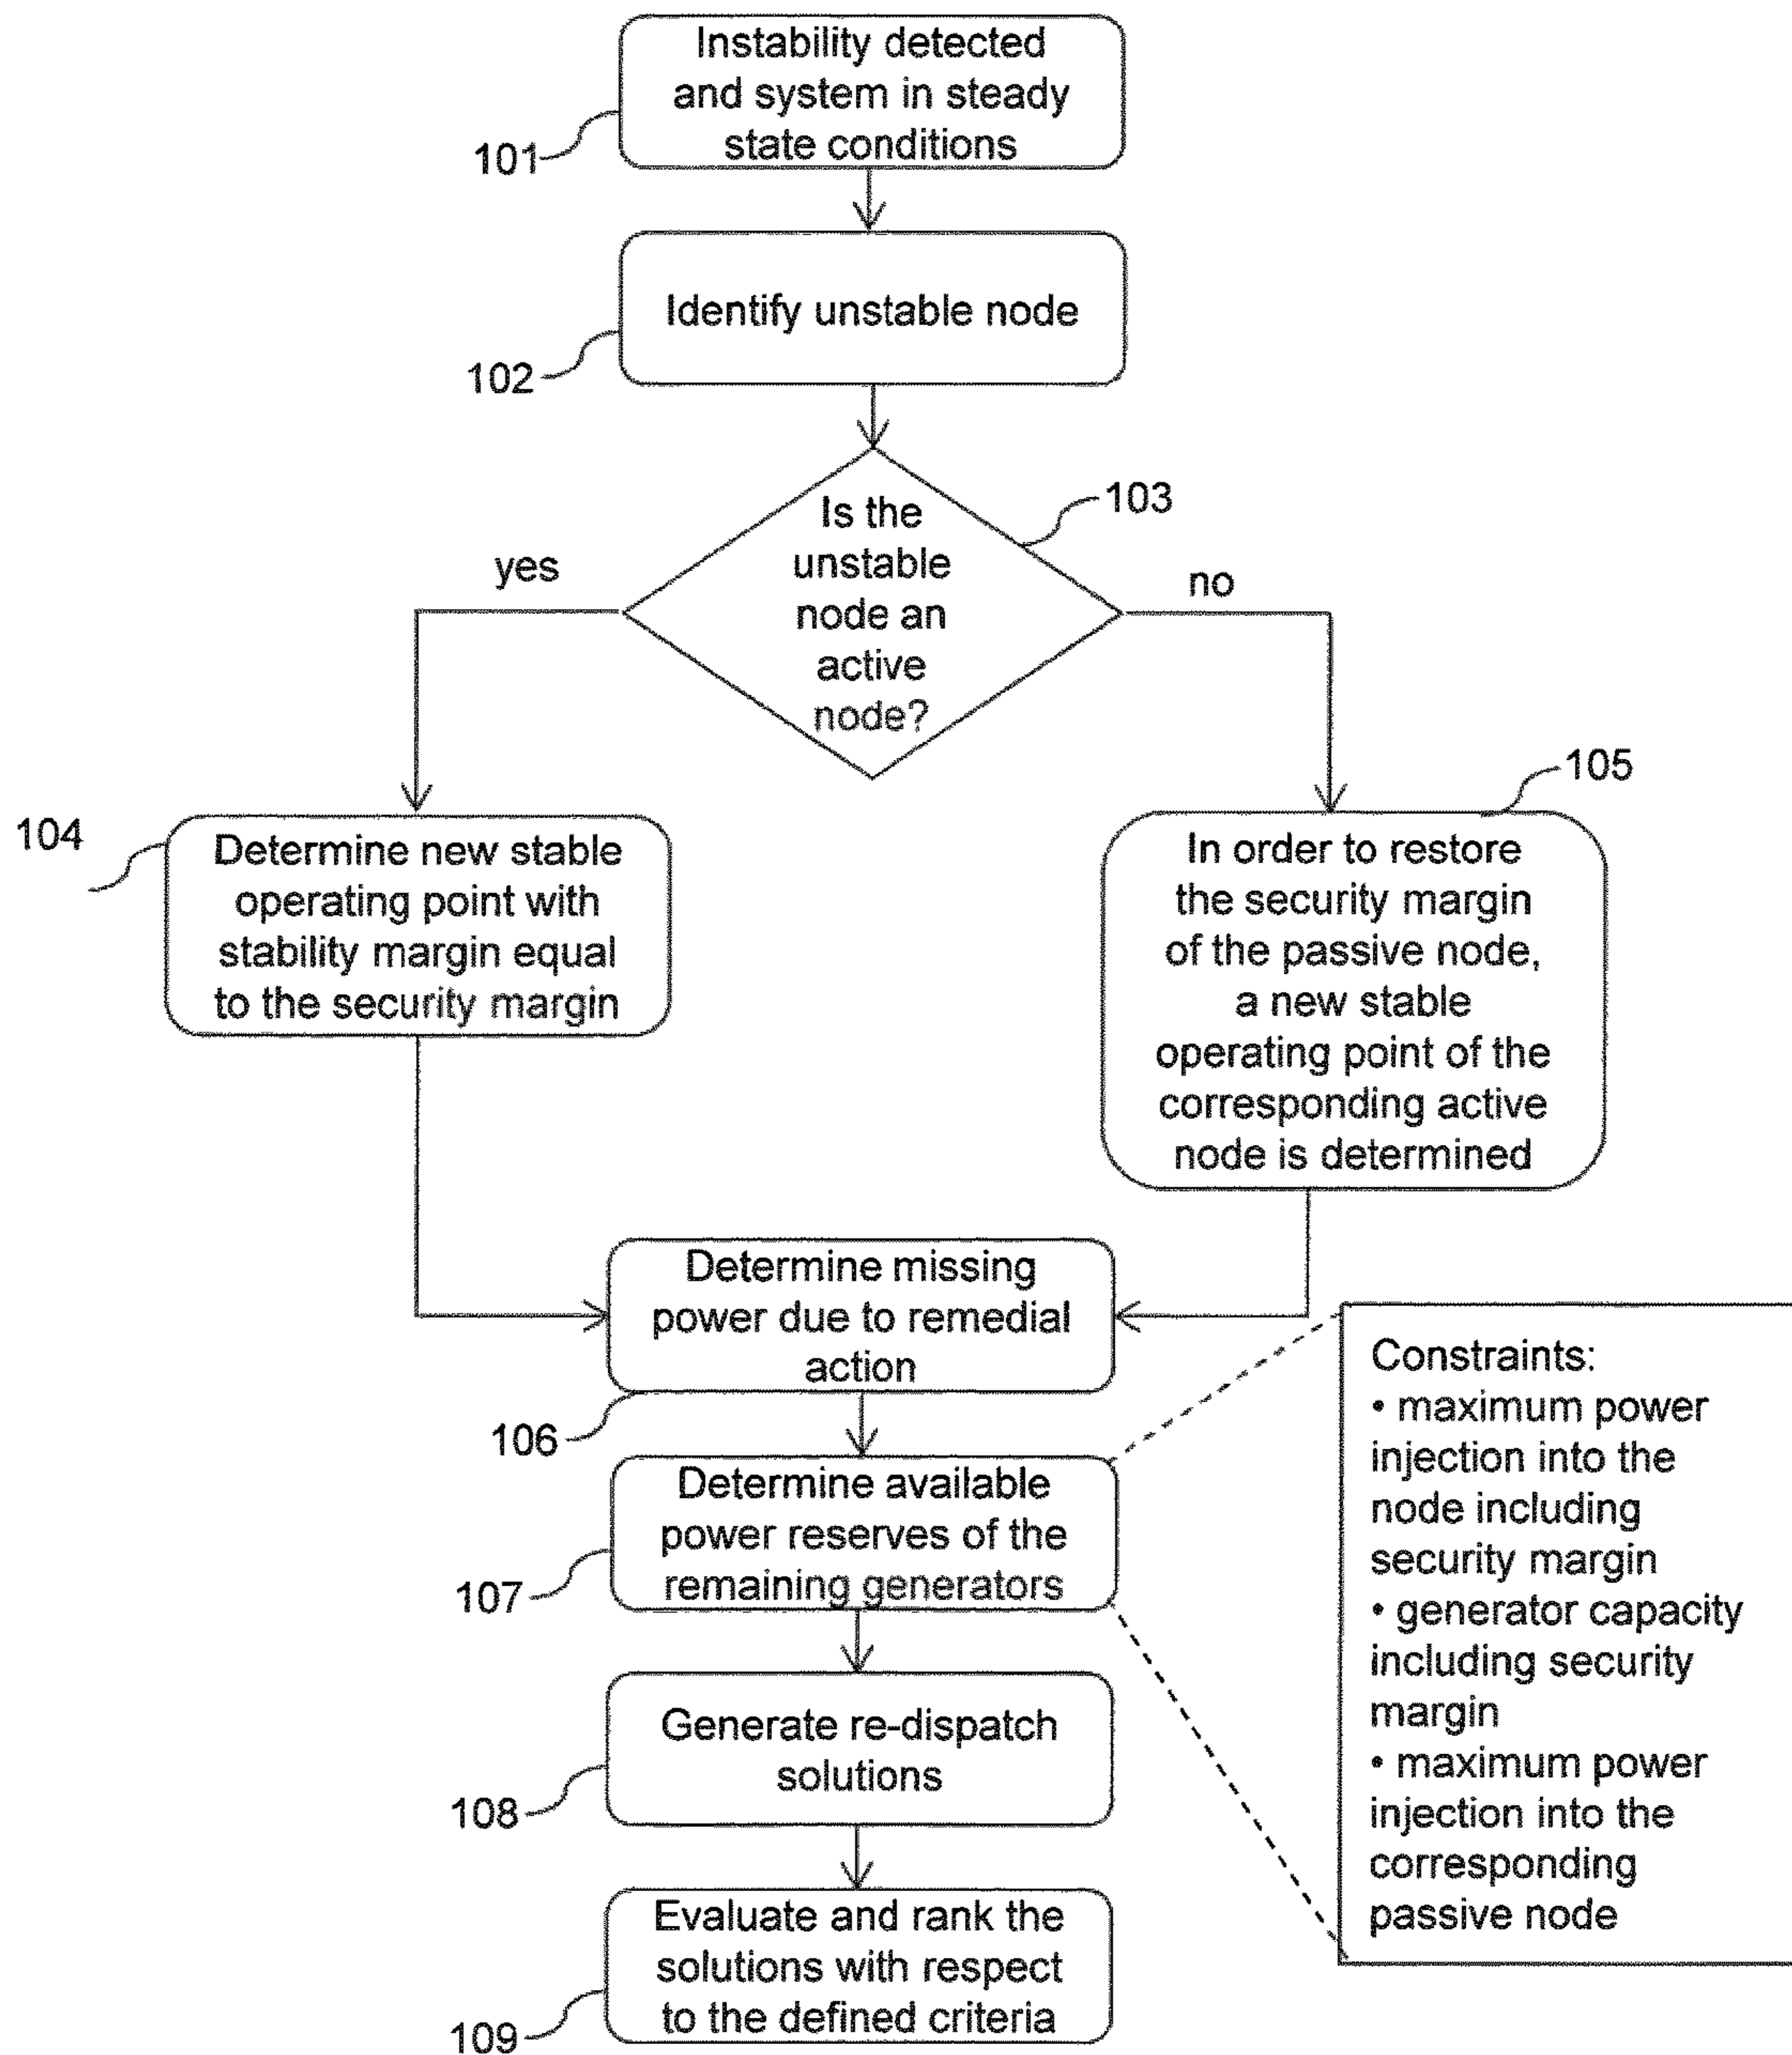 Instability detected
and system in steady
state conditions
101
Identify unstable node
102
Is the
unstable
node an
active
node?
103
yes
no
104
Determine new stable
operating point with
stability margin equal
to the security margin
105
In order to restore
the security margin
of the passive node,
a new stable
operating point of the
corresponding active
node is determined
Determine missing
power due to remedial
action
106
Determine available
power reserves of the
remaining generators
107
Constraints:
• maximum power
injection into the
node including
security margin
• generator capacity
including security
margin
• maximum power
injection into the
corresponding
passive node
Generate re-dispatch
solutions
108
Evaluate and rank the
solutions with respect
to the defined criteria
109